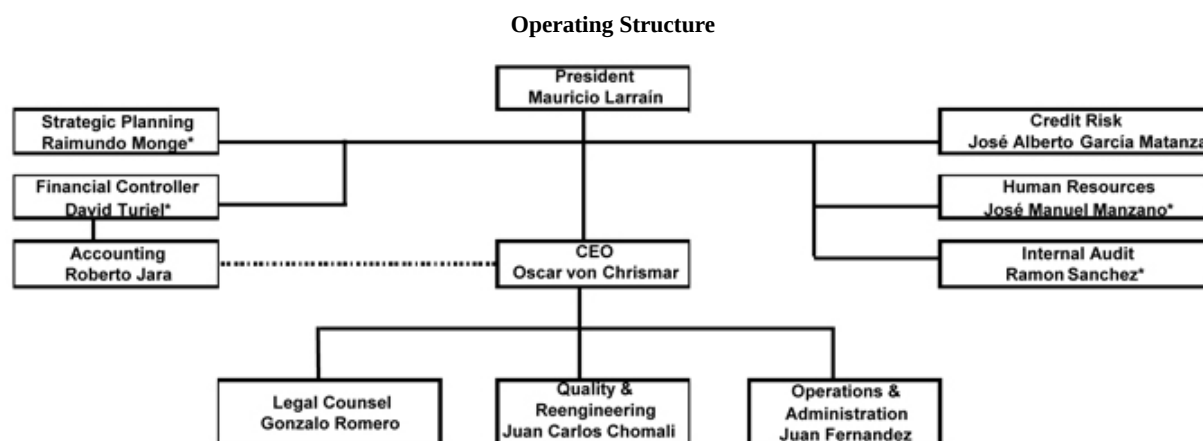 Operating Structure
President
Mauricio Larraín
Strategic Planning
Raimundo Monge*
Credit Risk
José Alberto García Matanza
Financial Controller
David Turiel*
Human Resources
José Manuel Manzano*
Accounting
Roberto Jara
CEO
Oscar von Chrismar
Internal Audit
Ramon Sanchez*
Legal Counsel
Gonzalo Romero
Quality &
Reengineering
Juan Carlos Chomali
Operations &
Administration
Juan Fernandez